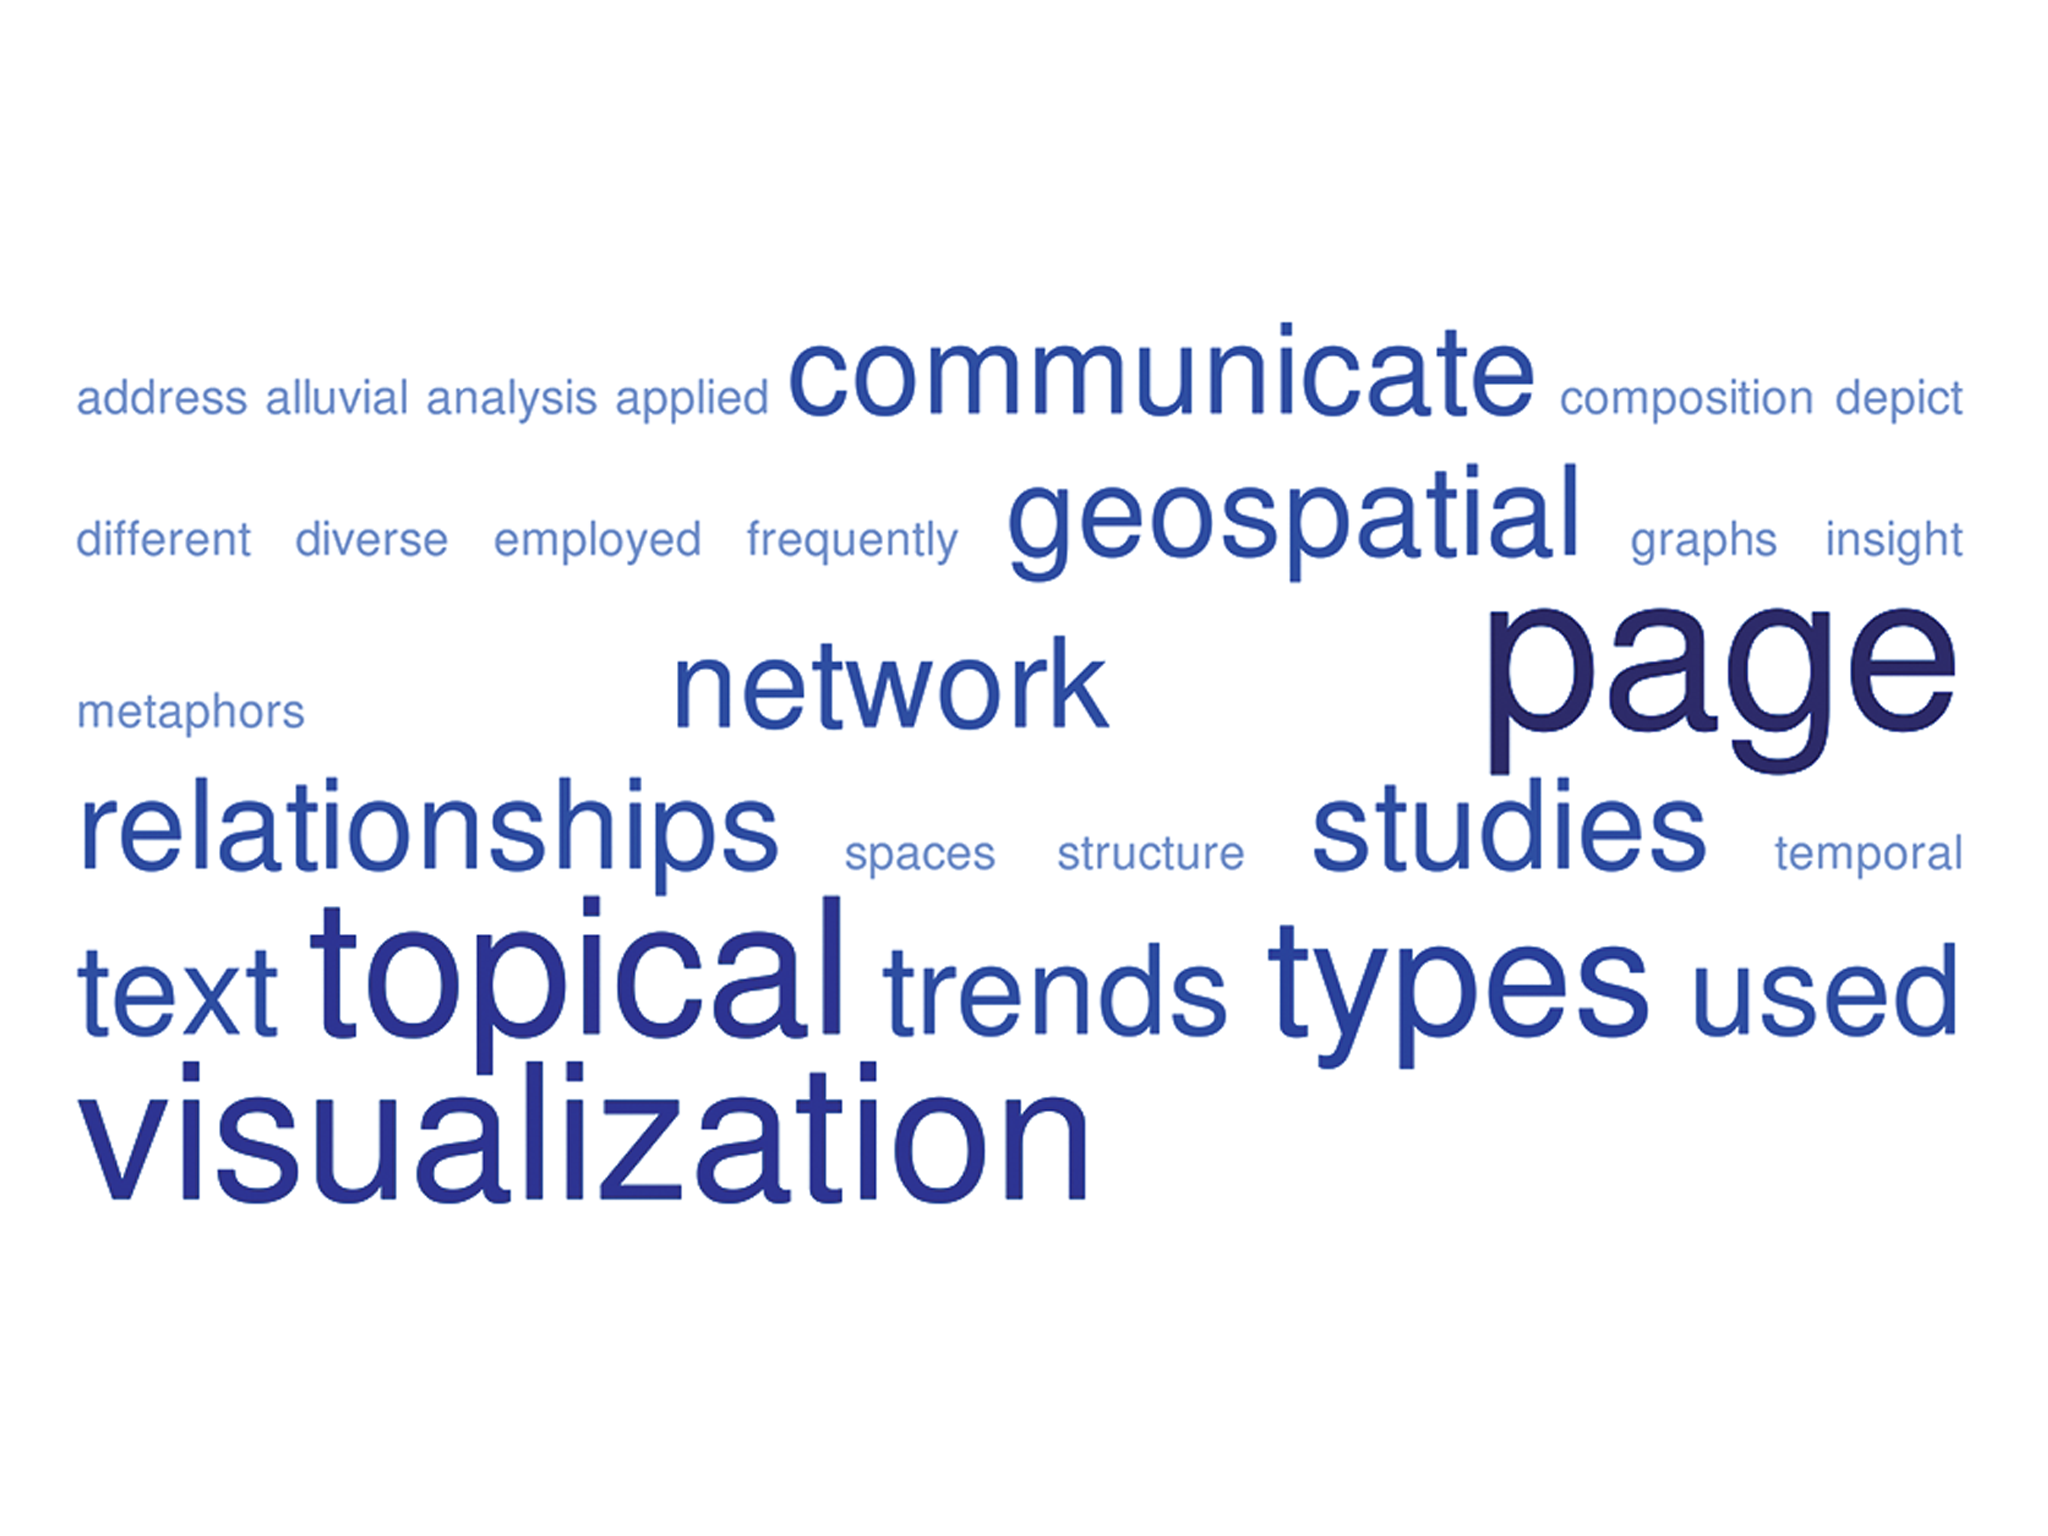 address alluvial analysis applied communicate composition depict
different diverse employed frequently geospatial graphs insight
metaphors network page
relationships spaces structure studies temporal
text topical trends types used
visualization